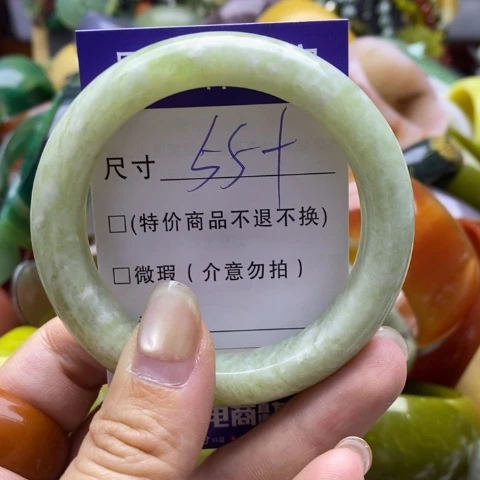 尺寸 55+
□(特价商品不退不换)
□微瑕(介意勿拍)
电商